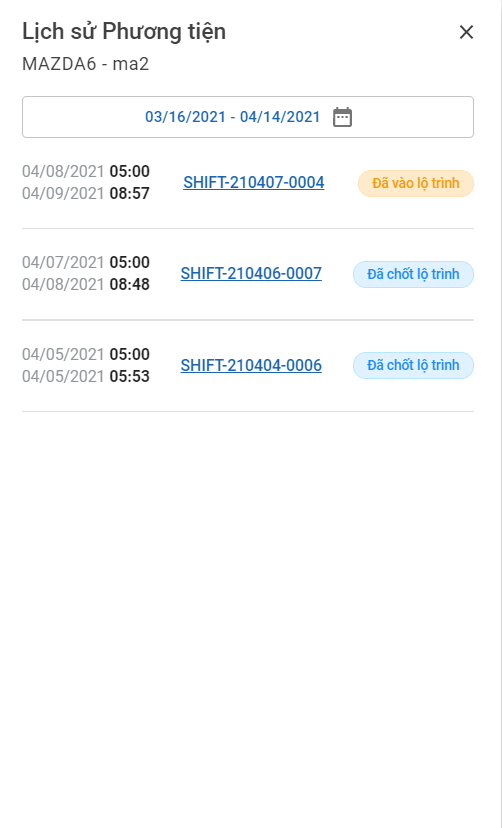 Lịch sử Phương tiện
MAZDA6 - ma2
03/16/2021 - 04/14/2021
04/08/2021 05:00
04/09/2021 08:57
SHIFT-210407-0004
Đã vào lộ trình
04/07/2021 05:00
04/08/2021 08:48
SHIFT-210406-0007
Đã chốt lộ trình
04/05/2021 05:00
04/05/2021 05:53
SHIFT-210404-0006
Đã chốt lộ trình